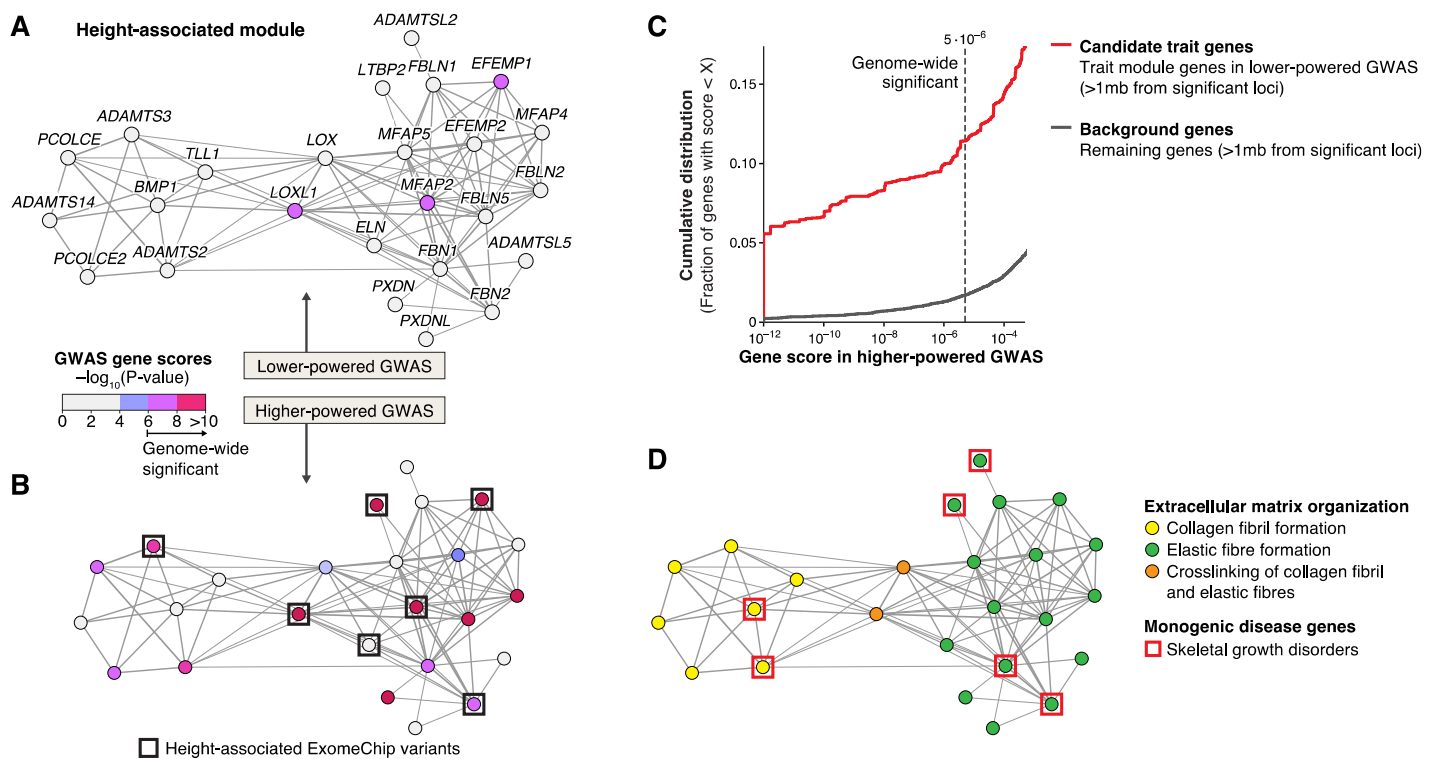 A
Height-associated module
ADAMTSL2
LTBP2
FBLN1
EFEMP1
ADAMTS3
PCOLCE
TLL1
LOX
MFAP5
EFEMP2
MFAP4
BMP1
LOXL1
MFAP2
FBLN2
FBLN5
ADAMTS14
ELN
ADAMTSL5
PCOLCE2
ADAMTS2
FBN1
PXDN
FBN2
PXDNL
GWAS gene scores
−log10(P-value)
0 2 4 6 8 >10
Genome-wide
significant
Lower-powered GWAS
Higher-powered GWAS
B
Height-associated ExomeChip variants
C
5·10−6
Genome-wide
significant
Cumulative distribution
(Fraction of genes with score < X)
0.15
0.10
0.05
0
10−12 10−10 10−8 10−6 10−4
Gene score in higher-powered GWAS
Candidate trait genes
Trait module genes in lower-powered GWAS
(>1mb from significant loci)
Background genes
Remaining genes (>1mb from significant loci)
D
Extracellular matrix organization
Collagen fibril formation
Elastic fibre formation
Crosslinking of collagen fibril
and elastic fibres
Monogenic disease genes
Skeletal growth disorders